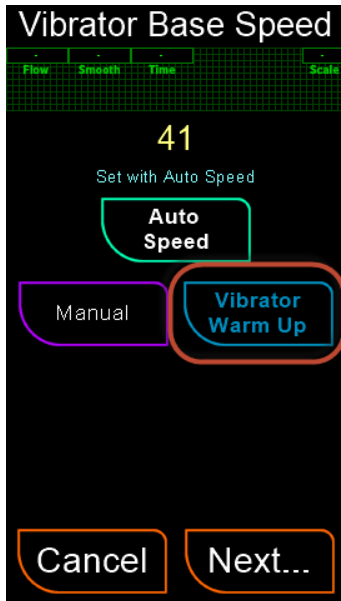 Vibrator Base Speed
- - - -
Flow Smooth Time Scale
41
Set with Auto Speed
Auto
Speed
Manual
Vibrator
Warm Up
Cancel
Next...